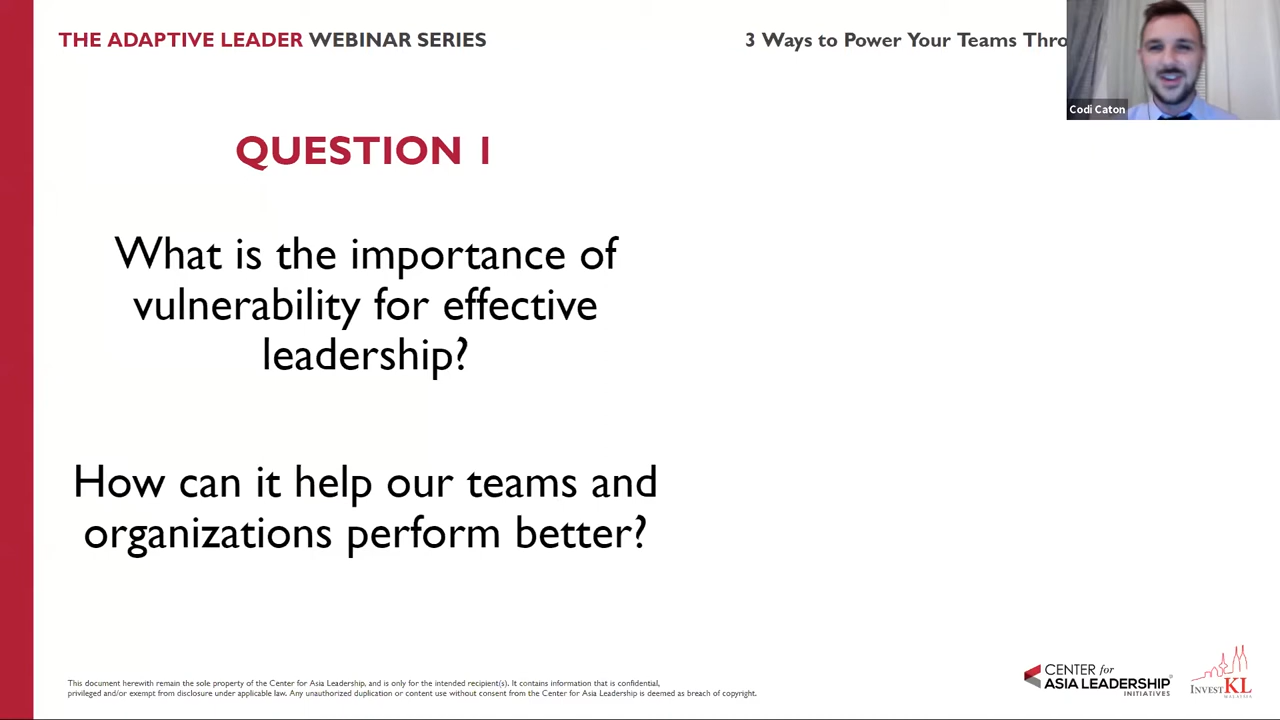 THE ADAPTIVE LEADER WEBINAR SERIES
3 Ways to Power Your Teams Thro
Codi Caton
QUESTION 1
What is the importance of
vulnerability for effective
leadership?
How can it help our teams and
organizations perform better?
This document herewith remain the sole property of the Center for Asia Leadership, and is only for the intended recipient(s). It contains information that is confidential,
privileged and/or exempt from disclosure under applicable law. Any unauthorized duplication or content use without consent from the Center for Asia Leadership is deemed as breach of copyright.
CENTER for
ASIA LEADERSHIP
INITIATIVES
INVEST KL
MALAYSIA